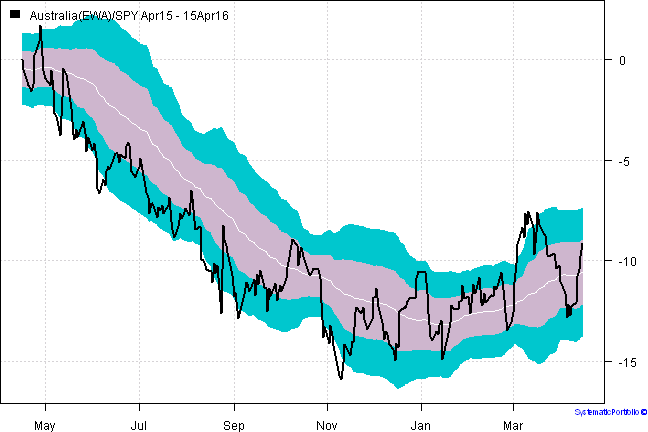 Australia(EWA)/SPY Apr15 - 15Apr16
0
-5
-10
-15
May Jul Sep Nov Jan Mar
SystematicPortfolio ©